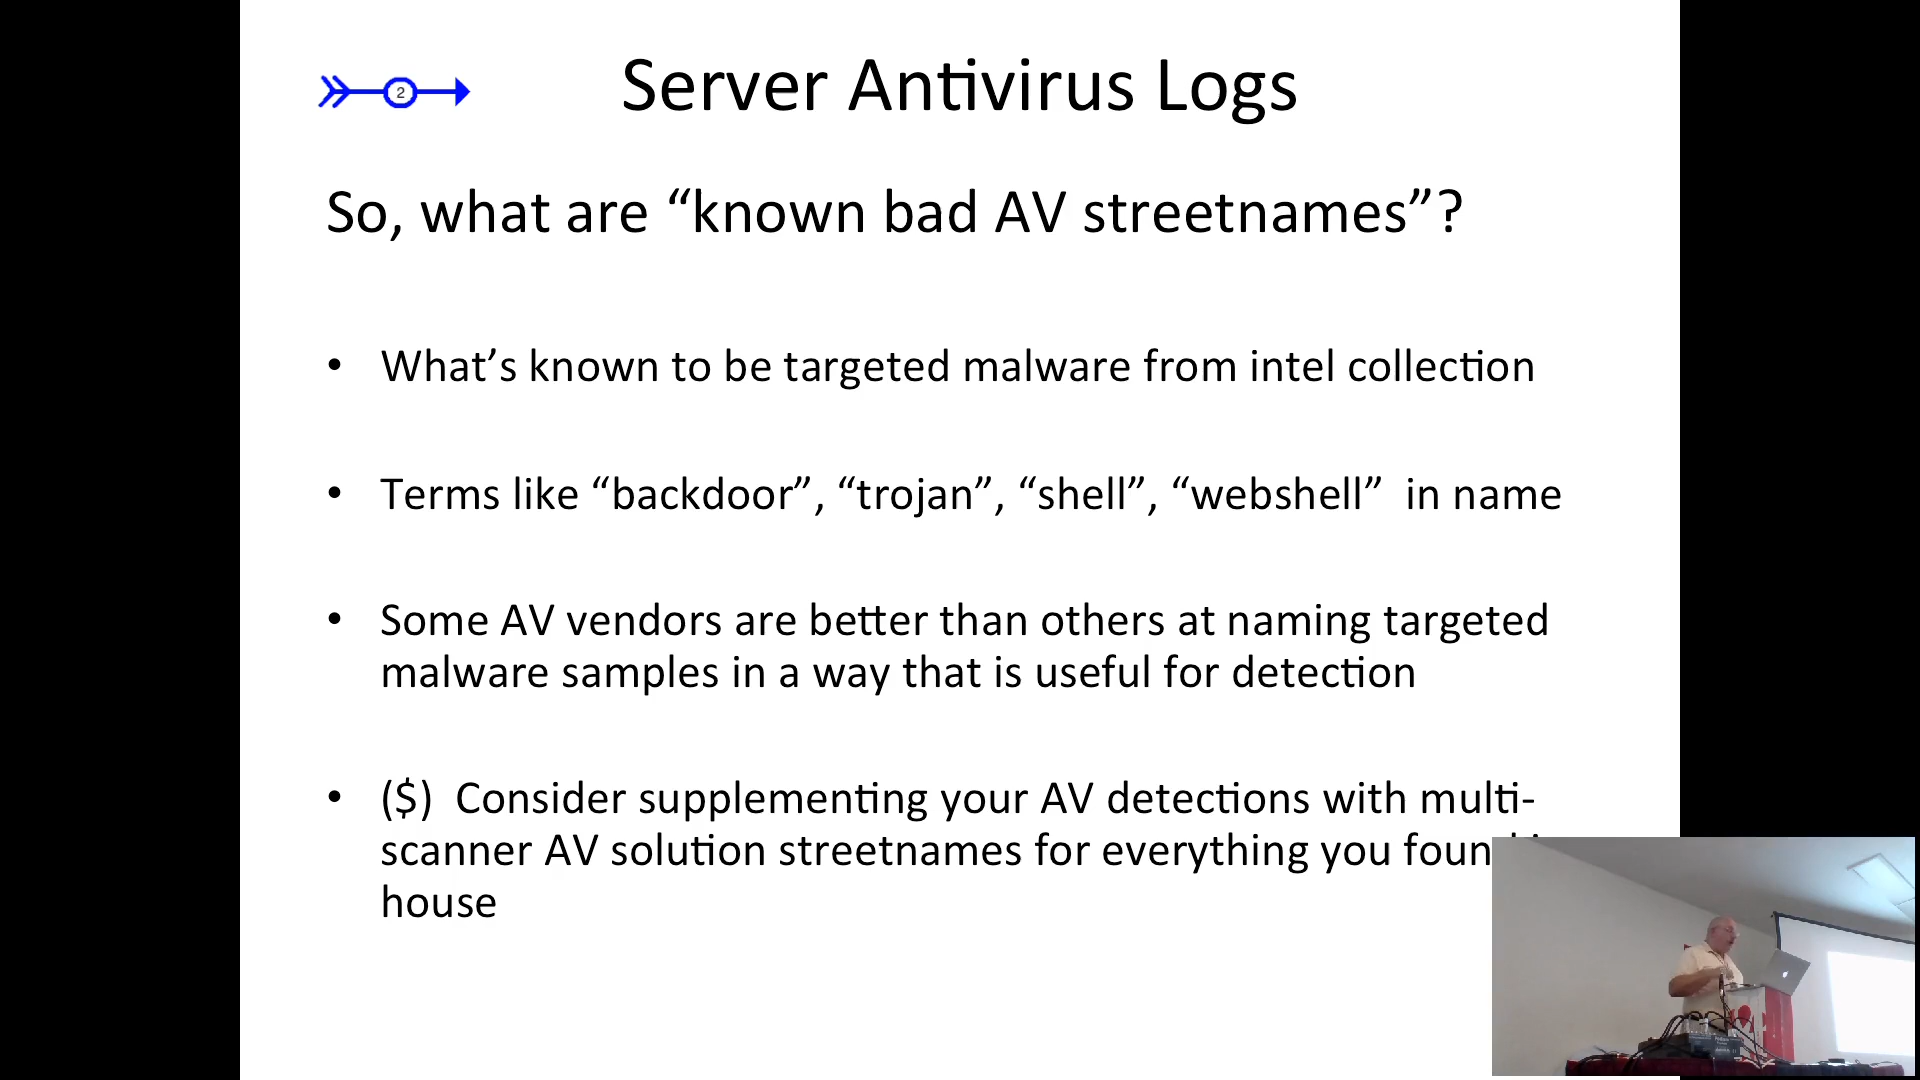 2
Server Antivirus Logs
So, what are “known bad AV streetnames”?
• What’s known to be targeted malware from intel collection
• Terms like “backdoor”, “trojan”, “shell”, “webshell”  in name
• Some AV vendors are better than others at naming targeted
malware samples in a way that is useful for detection
• ($)  Consider supplementing your AV detections with multi-
scanner AV solution streetnames for everything you foun
house